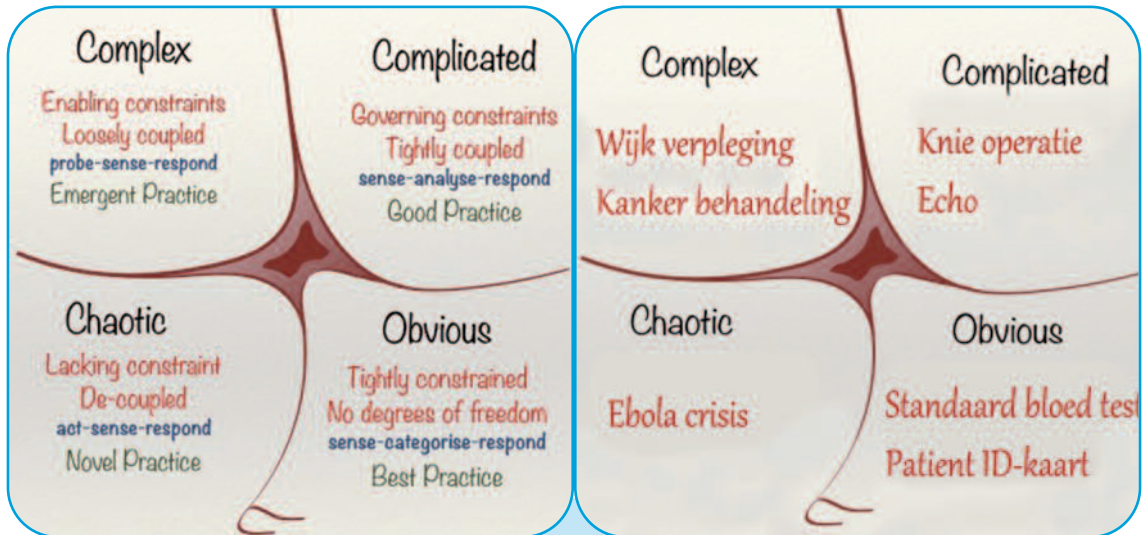 Complex
Enabling constraints
Loosely coupled
probe-sense-respond
Emergent Practice
Complicated
Governing constraints
Tightly coupled
sense-analyse-respond
Good Practice
Chaotic
Lacking constraint
De-coupled
act-sense-respond
Novel Practice
Obvious
Tightly constrained
No degrees of freedom
sense-categorise-respond
Best Practice
Complex
Wijk verpleging
Kanker behandeling
Complicated
Knie operatie
Echo
Chaotic
Ebola crisis
Obvious
Standaard bloed test
Patient ID-kaart